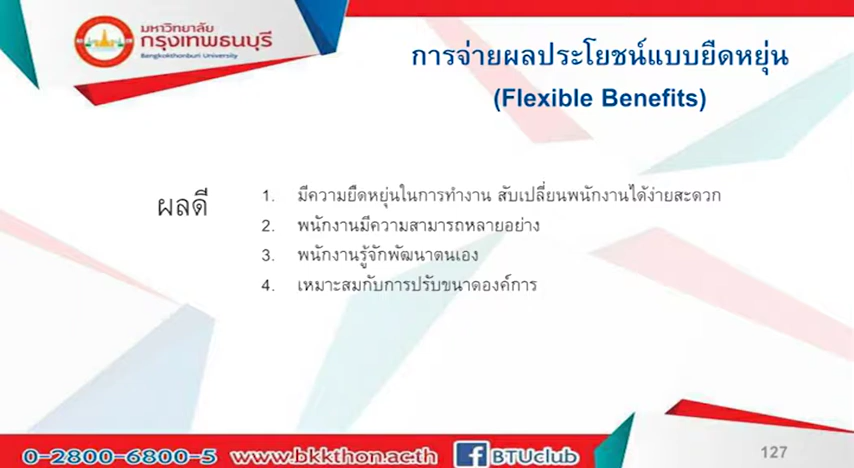 มหาวิทยาลัย
กรุงเทพธนบุรี
Bangkokthonburi University
การจ่ายผลประโยชน์แบบยืดหยุ่น
(Flexible Benefits)
ผลดี
1. มีความยืดหยุ่นในการทำงาน สับเปลี่ยนพนักงานได้ง่ายสะดวก
2. พนักงานมีความสามารถหลายอย่าง
3. พนักงานรู้จักพัฒนาตนเอง
4. เหมาะสมกับการปรับขนาดองค์การ
0-2800-6800-5 www.bkkthon.ac.th f BTUclub
127